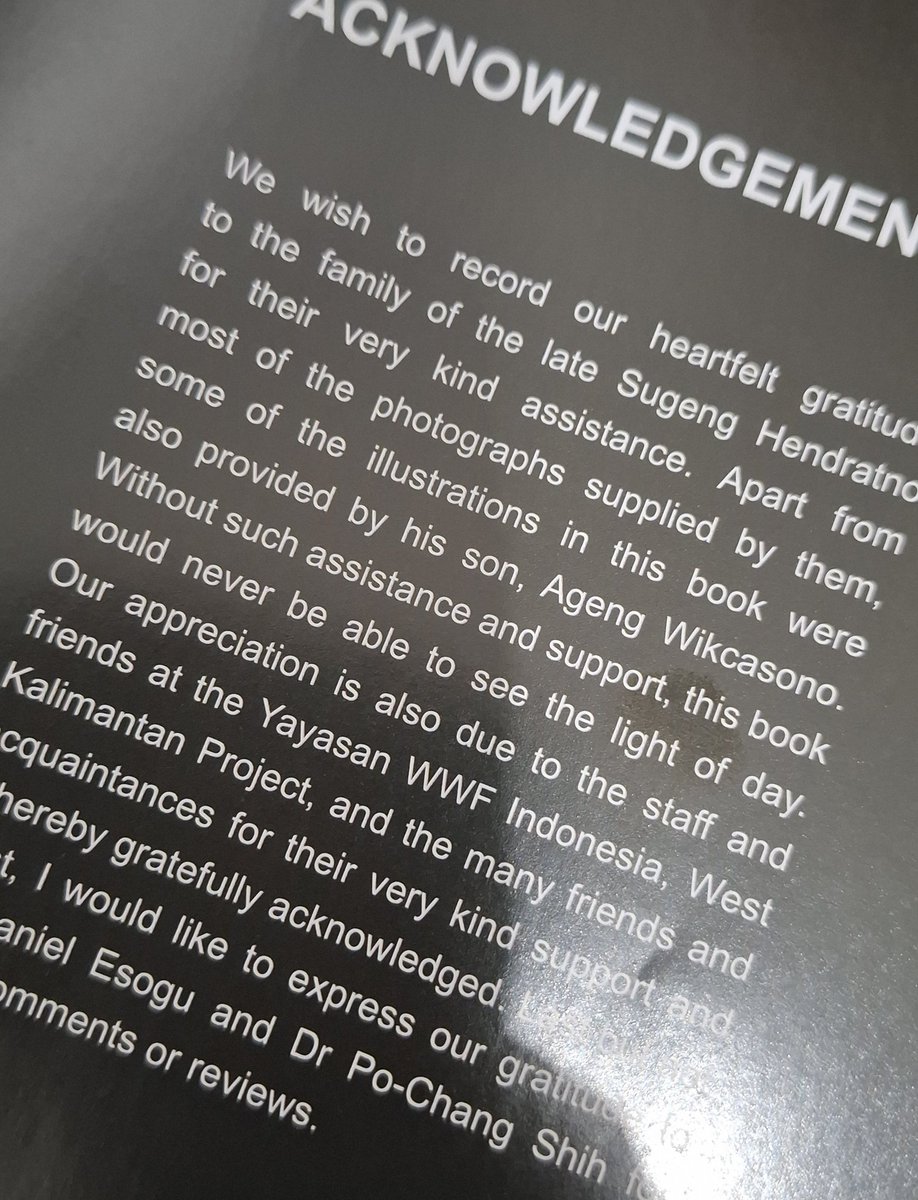 ACKNOWLEDGEMEN
We wish to record our heartfelt gratitud
to the family of the late Sugeng Hendratno
for their very kind assistance. Apart from
most of the photographs supplied by them,
some of the illustrations in this book were
also provided by his son, Ageng Wikcasono.
Without such assistance and support, this book
would never be able to see the light of day.
Our appreciation is also due to the staff and
friends at the Yayasan WWF Indonesia, West
Kalimantan Project, and the many friends and
cquaintances for their very kind support and
hereby gratefully acknowledged.
t, I would like to express our gratitude to
aniel Esogu and Dr Po-Chang Shih fo
omments or reviews.